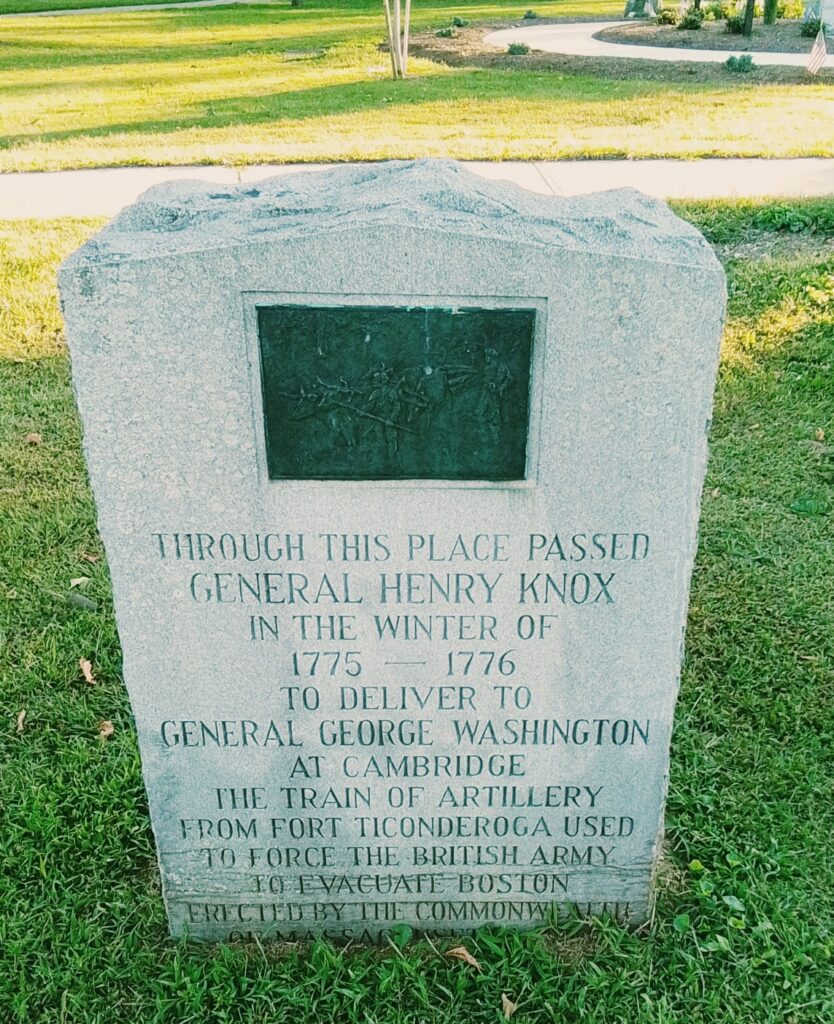 THROUGH THIS PLACE PASSED
GENERAL HENRY KNOX
IN THE WINTER OF
1775 — 1776
TO DELIVER TO
GENERAL GEORGE WASHINGTON
AT CAMBRIDGE
THE TRAIN OF ARTILLERY
FROM FORT TICONDEROGA USED
TO FORCE THE BRITISH ARMY
TO EVACUATE BOSTON
ERECTED BY THE COMMONWEALTH
OF MASSACHUSETTS